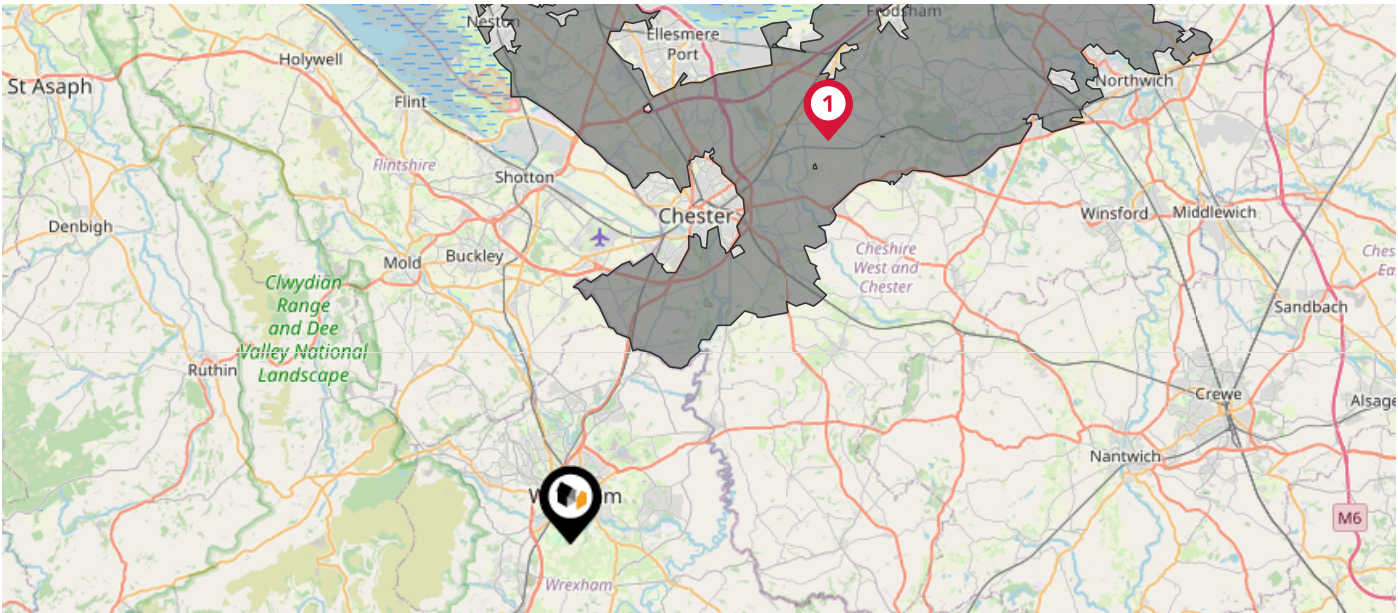 Neston
Ellesmere
Port
Frodsham
Holywell
St Asaph
Flint
Northwich
1
Flintshire
Shotton
Chester
Winsford
Middlewich
Denbigh
Mold
Buckley
Cheshire
West and
Chester
Clwydian
Range
and Dee
Valley National
Landscape
Sandbach
Ruthin
Crewe
Nantwich
M6
Wrexham